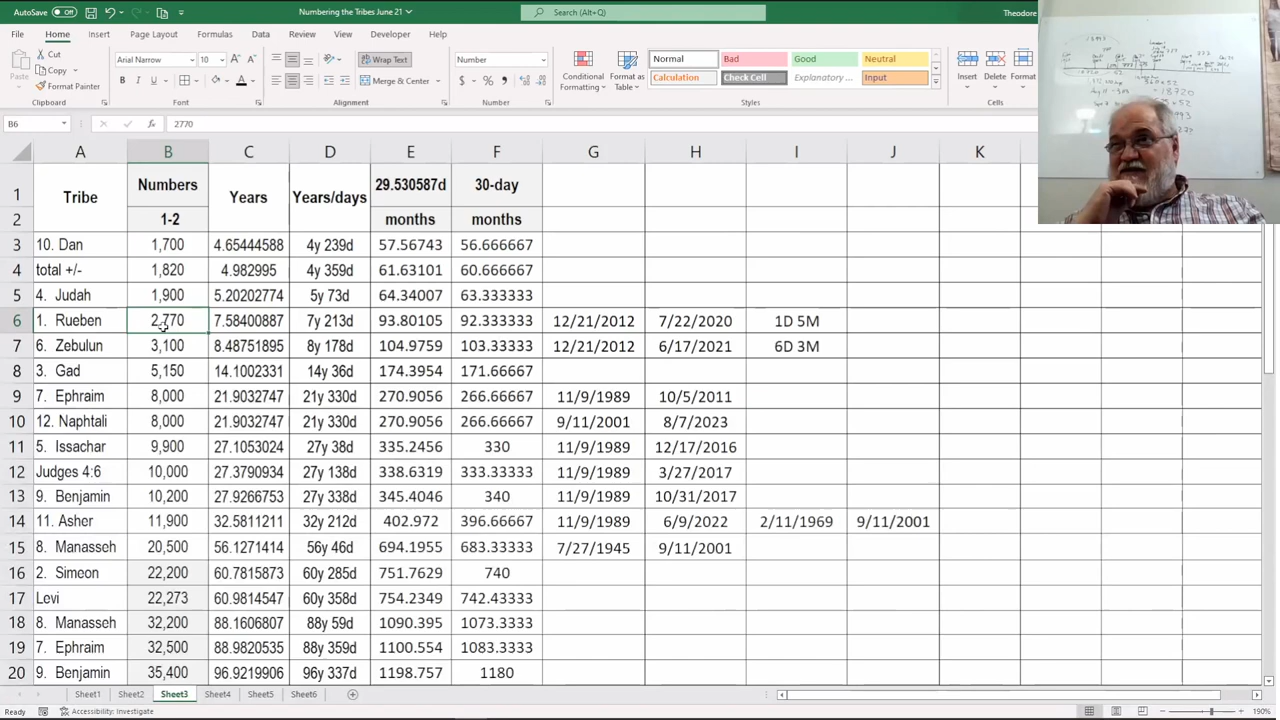 AutoSave Off Numbering the Tribes June 21 Search (Alt+Q) Theodore
File Home Insert Page Layout Formulas Data Review View Developer Help
Cut
Copy
Format Painter
Paste
Clipboard
Arial Narrow 10
B I U
Font
Wrap Text
Merge & Center
Alignment
Number
$ % 9
Number
Conditional Formatting
Format as Table
Normal Bad Good Neutral
Calculation Check Cell Explanatory ... Input
Styles
Insert Delete Format
Cells
B6 fx 2770
A B C D E F G H I J K
1 Tribe Numbers Years Years/days 29.530587d 30-day
2 1-2 months months
3 10. Dan 1,700 4.65444588 4y 239d 57.56743 56.666667
4 total +/- 1,820 4.982995 4y 359d 61.63101 60.666667
5 4. Judah 1,900 5.20202774 5y 73d 64.34007 63.333333
6 1. Rueben 2,770 7.58400887 7y 213d 93.80105 92.333333 12/21/2012 7/22/2020 1D 5M
7 6. Zebulun 3,100 8.48751895 8y 178d 104.9759 103.33333 12/21/2012 6/17/2021 6D 3M
8 3. Gad 5,150 14.1002331 14y 36d 174.3954 171.66667
9 7. Ephraim 8,000 21.9032747 21y 330d 270.9056 266.66667 11/9/1989 10/5/2011
10 12. Naphtali 8,000 21.9032747 21y 330d 270.9056 266.66667 9/11/2001 8/7/2023
11 5. Issachar 9,900 27.1053024 27y 38d 335.2456 330 11/9/1989 12/17/2016
12 Judges 4:6 10,000 27.3790934 27y 138d 338.6319 333.33333 11/9/1989 3/27/2017
13 9. Benjamin 10,200 27.9266753 27y 338d 345.4046 340 11/9/1989 10/31/2017
14 11. Asher 11,900 32.5811211 32y 212d 402.972 396.66667 11/9/1989 6/9/2022 2/11/1969 9/11/2001
15 8. Manasseh 20,500 56.1271414 56y 46d 694.1955 683.33333 7/27/1945 9/11/2001
16 2. Simeon 22,200 60.7815873 60y 285d 751.7629 740
17 Levi 22,273 60.9814547 60y 358d 754.2349 742.43333
18 8. Manasseh 32,200 88.1606807 88y 59d 1090.395 1073.3333
19 7. Ephraim 32,500 88.9820535 88y 359d 1100.554 1083.3333
20 9. Benjamin 35,400 96.9219906 96y 337d 1198.757 1180
Sheet1 Sheet2 Sheet3 Sheet4 Sheet5 Sheet6
Ready Accessibility: Investigate 190%